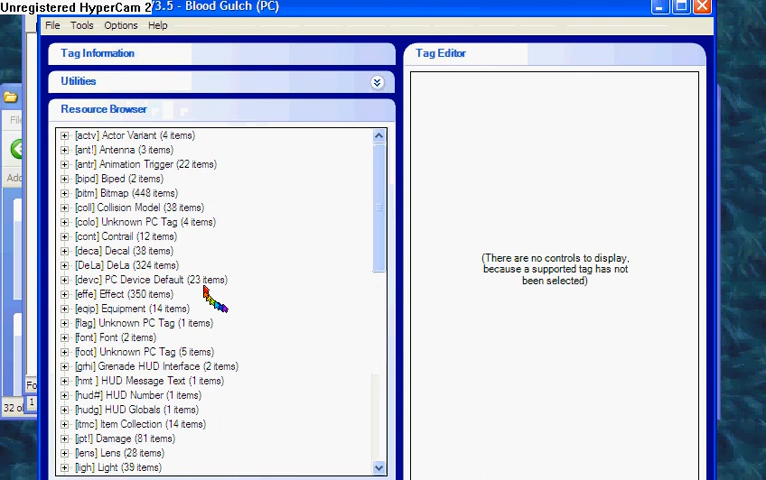 Unregistered HyperCam 2
/3.5 - Blood Gulch (PC)
File Tools Options Help
Tag Information
Tag Editor
Utilities
Resource Browser
[actv] Actor Variant (4 items)
[ant!] Antenna (3 items)
[antr] Animation Trigger (22 items)
[bipd] Biped (2 items)
[bitm] Bitmap (448 items)
[coll] Collision Model (38 items)
[colo] Unknown PC Tag (4 items)
[cont] Contrail (12 items)
[deca] Decal (38 items)
[DeLa] DeLa (324 items)
[devc] PC Device Default (23 items)
[effe] Effect (350 items)
[eqip] Equipment (14 items)
[flag] Unknown PC Tag (1 items)
[font] Font (2 items)
[foot] Unknown PC Tag (5 items)
[grhi] Grenade HUD Interface (2 items)
[hmt ] HUD Message Text (1 items)
[hud#] HUD Number (1 items)
[hudg] HUD Globals (1 items)
[itmc] Item Collection (14 items)
[jpt!] Damage (81 items)
[lens] Lens (28 items)
[ligh] Light (39 items)
(There are no controls to display,
because a supported tag has not
been selected)
Fo
32 o
1